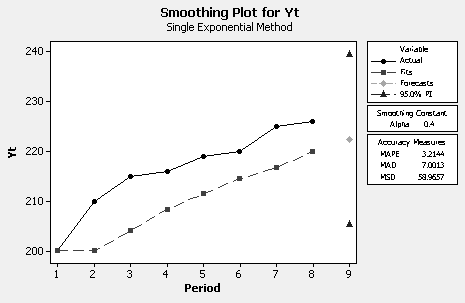 Smoothing Plot for Yt
Single Exponential Method
240
230
220
210
200
Yt
1 2 3 4 5 6 7 8 9
Period
Variable
Actual
Fits
Forecasts
95.0% PI
Smoothing Constant
Alpha 0.4
Accuracy Measures
MAPE 3.2144
MAD 7.0013
MSD 58.9657